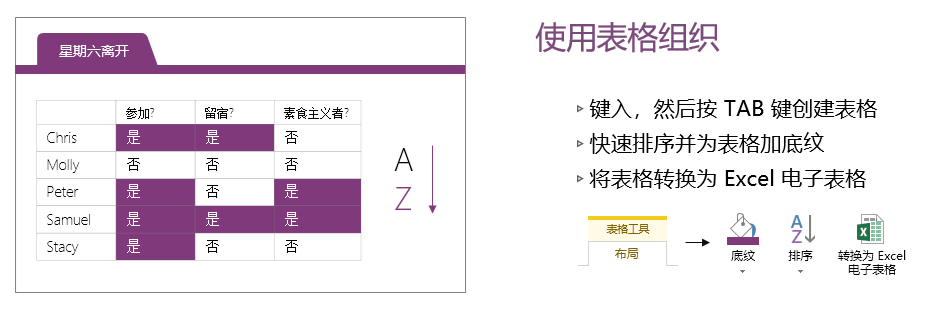 星期六离开
参加? 留宿? 素食主义者?
Chris 是 是 否
Molly 否 否 否
Peter 是 否 是
Samuel 是 是 是
Stacy 是 否 否
A
Z
使用表格组织
键入，然后按 TAB 键创建表格
快速排序并为表格加底纹
将表格转换为 Excel 电子表格
表格工具
布局
底纹
A
Z
排序
转换为 Excel
电子表格